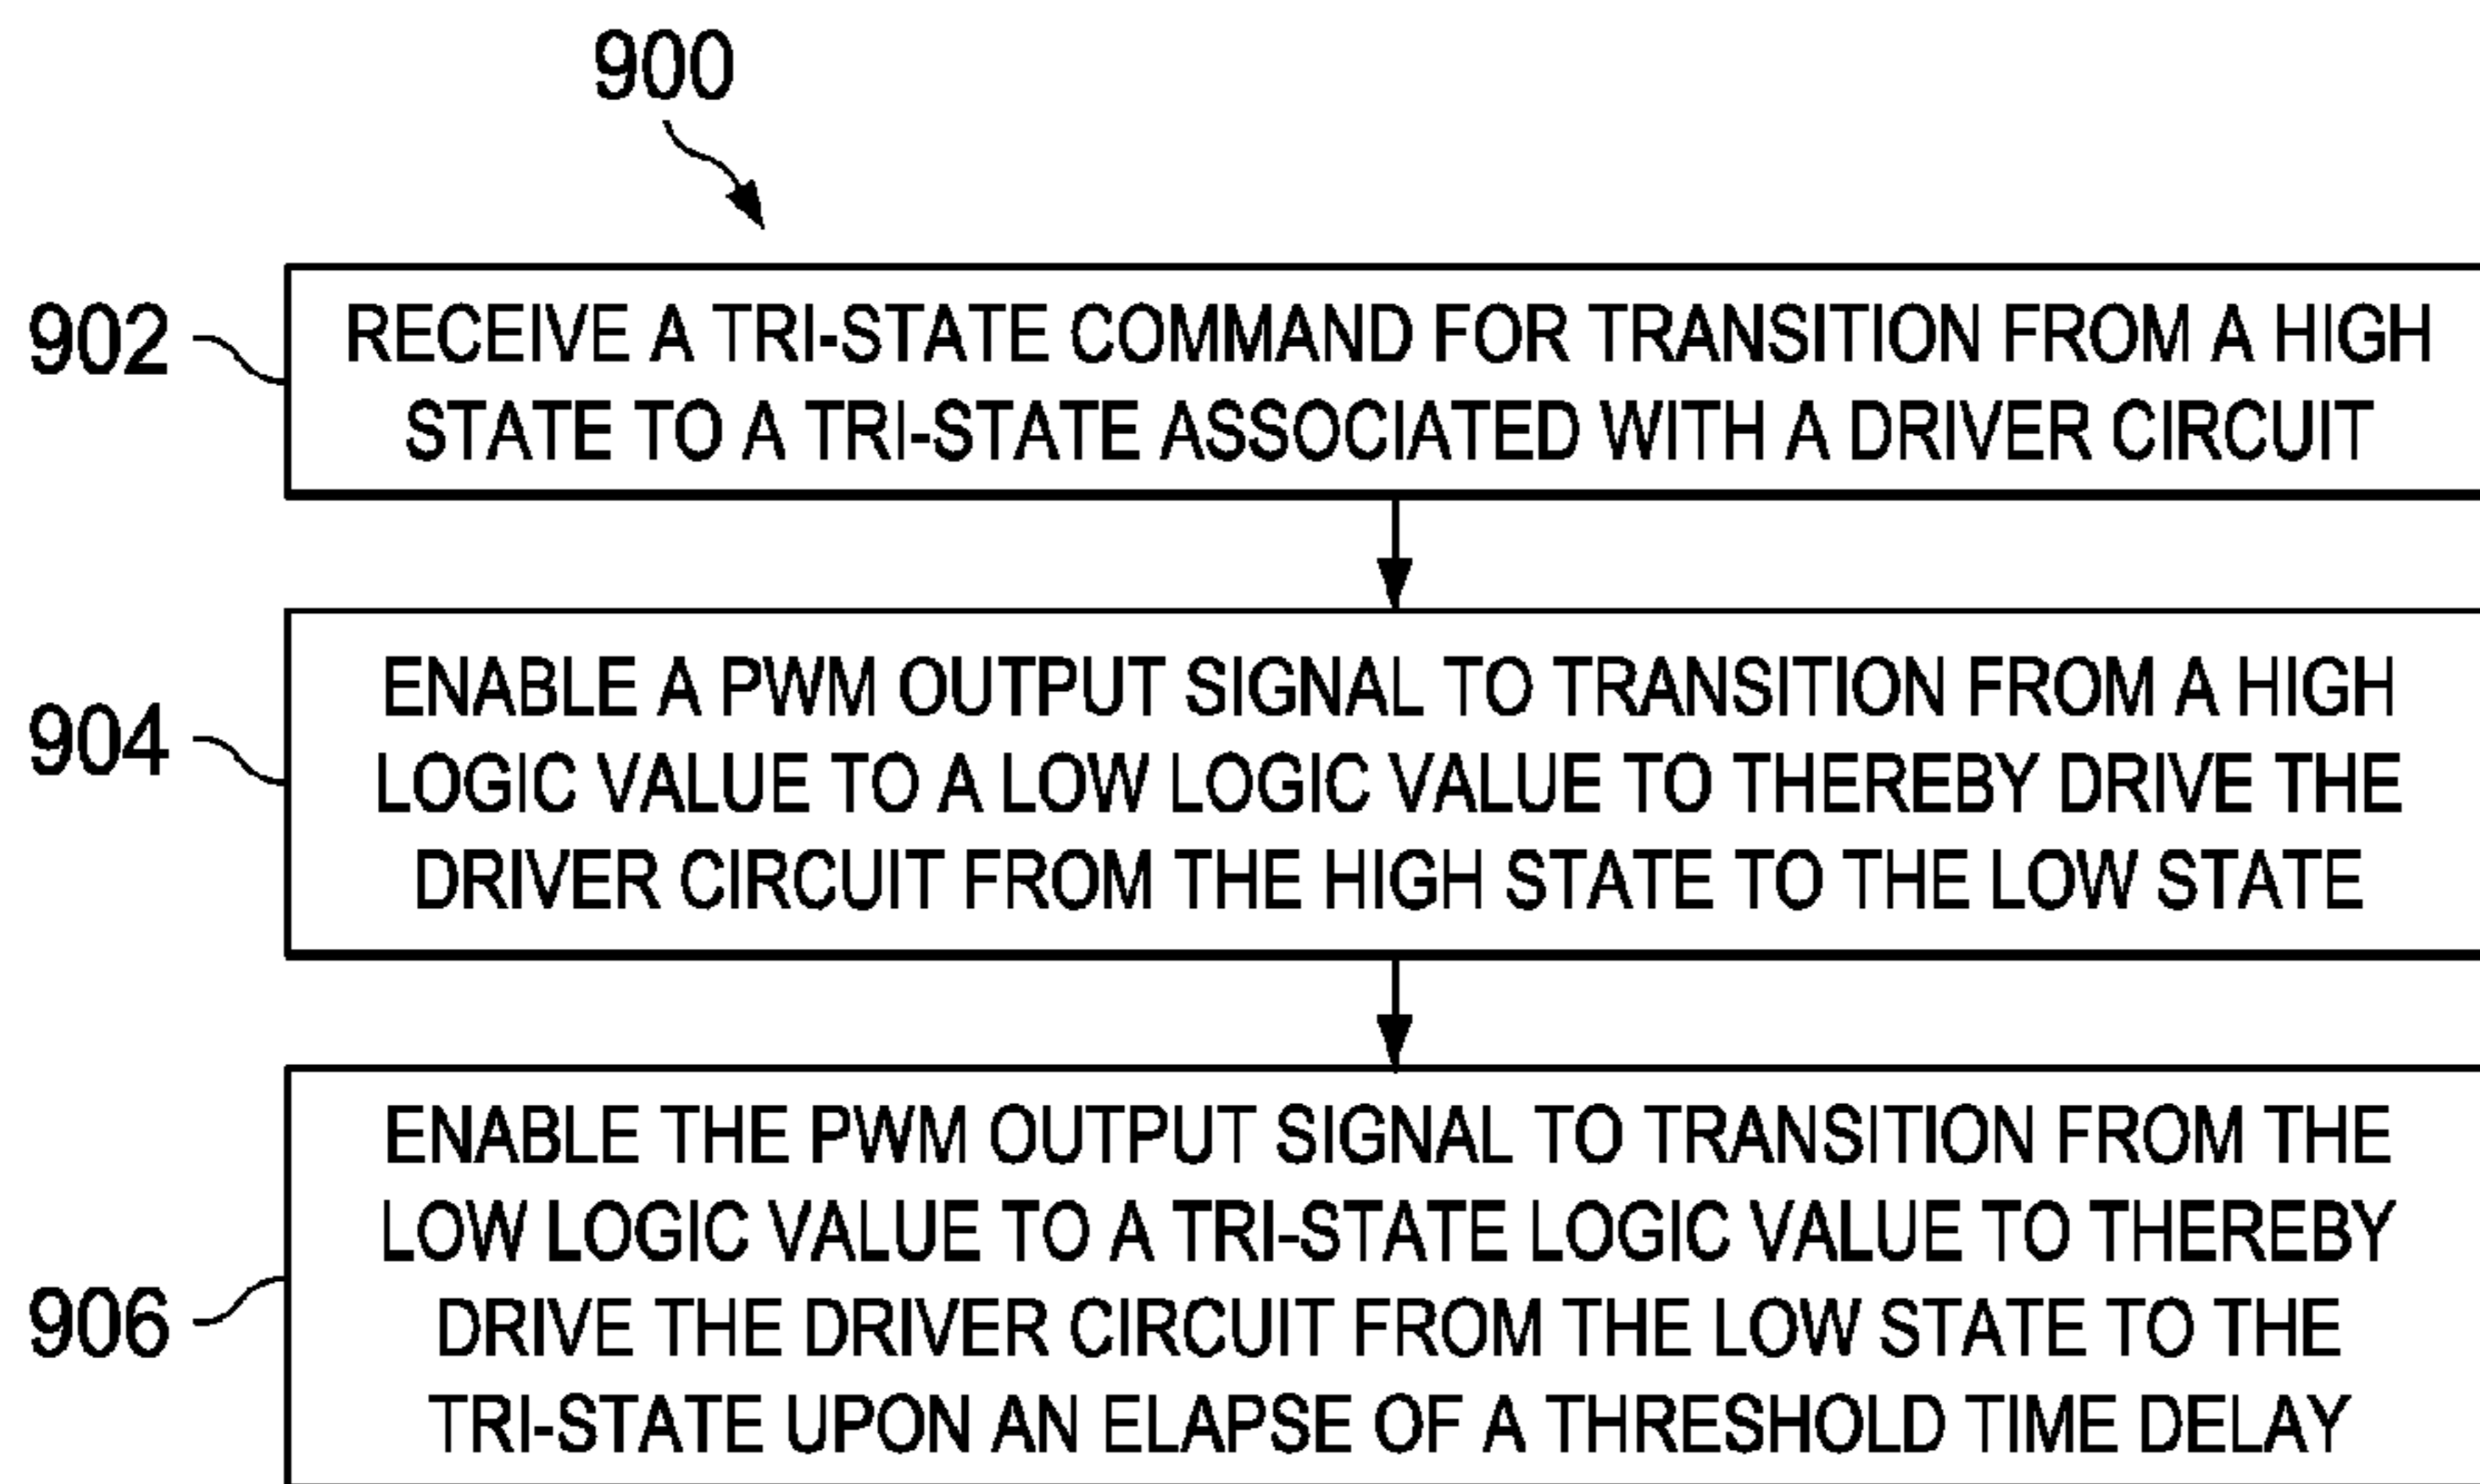 900
902
RECEIVE A TRI-STATE COMMAND FOR TRANSITION FROM A HIGH
STATE TO A TRI-STATE ASSOCIATED WITH A DRIVER CIRCUIT
904
ENABLE A PWM OUTPUT SIGNAL TO TRANSITION FROM A HIGH
LOGIC VALUE TO A LOW LOGIC VALUE TO THEREBY DRIVE THE
DRIVER CIRCUIT FROM THE HIGH STATE TO THE LOW STATE
906
ENABLE THE PWM OUTPUT SIGNAL TO TRANSITION FROM THE
LOW LOGIC VALUE TO A TRI-STATE LOGIC VALUE TO THEREBY
DRIVE THE DRIVER CIRCUIT FROM THE LOW STATE TO THE
TRI-STATE UPON AN ELAPSE OF A THRESHOLD TIME DELAY